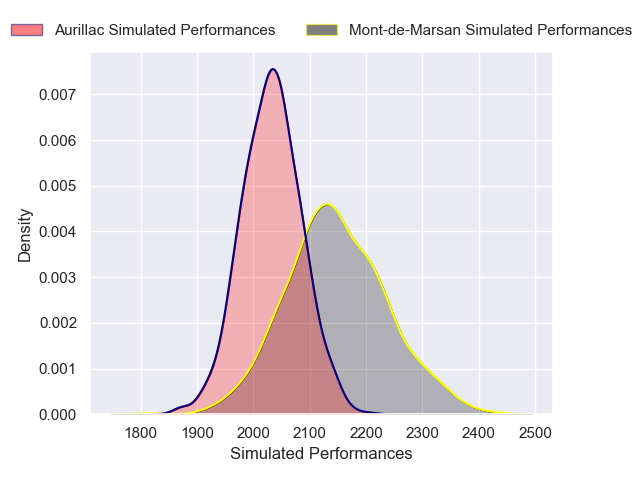 Aurillac Simulated Performances Mont-de-Marsan Simulated Performances
0.007
0.006
0.005
0.004
0.003
0.002
0.001
0.000
Density
1800 1900 2000 2100 2200 2300 2400 2500
Simulated Performances